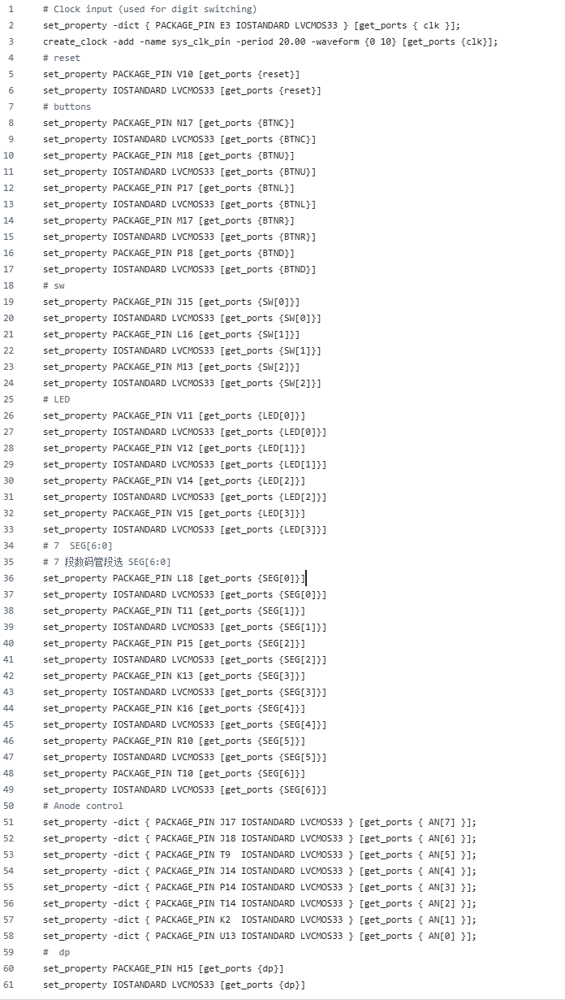 1 # Clock input (used for digit switching)
2 set_property -dict { PACKAGE_PIN E3 IOSTANDARD LVCMOS33 } [get_ports { clk }];
3 create_clock -add -name sys_clk_pin -period 20.00 -waveform {0 10} [get_ports {clk}];
4 # reset
5 set_property PACKAGE_PIN V10 [get_ports {reset}]
6 set_property IOSTANDARD LVCMOS33 [get_ports {reset}]
7 # buttons
8 set_property PACKAGE_PIN N17 [get_ports {BTNC}]
9 set_property IOSTANDARD LVCMOS33 [get_ports {BTNC}]
10 set_property PACKAGE_PIN M18 [get_ports {BTNU}]
11 set_property IOSTANDARD LVCMOS33 [get_ports {BTNU}]
12 set_property PACKAGE_PIN P17 [get_ports {BTNL}]
13 set_property IOSTANDARD LVCMOS33 [get_ports {BTNL}]
14 set_property PACKAGE_PIN M17 [get_ports {BTNR}]
15 set_property IOSTANDARD LVCMOS33 [get_ports {BTNR}]
16 set_property PACKAGE_PIN P18 [get_ports {BTND}]
17 set_property IOSTANDARD LVCMOS33 [get_ports {BTND}]
18 # sw
19 set_property PACKAGE_PIN J15 [get_ports {SW[0]}]
20 set_property IOSTANDARD LVCMOS33 [get_ports {SW[0]}]
21 set_property PACKAGE_PIN L16 [get_ports {SW[1]}]
22 set_property IOSTANDARD LVCMOS33 [get_ports {SW[1]}]
23 set_property PACKAGE_PIN M13 [get_ports {SW[2]}]
24 set_property IOSTANDARD LVCMOS33 [get_ports {SW[2]}]
25 # LED
26 set_property PACKAGE_PIN V11 [get_ports {LED[0]}]
27 set_property IOSTANDARD LVCMOS33 [get_ports {LED[0]}]
28 set_property PACKAGE_PIN V12 [get_ports {LED[1]}]
29 set_property IOSTANDARD LVCMOS33 [get_ports {LED[1]}]
30 set_property PACKAGE_PIN V14 [get_ports {LED[2]}]
31 set_property IOSTANDARD LVCMOS33 [get_ports {LED[2]}]
32 set_property PACKAGE_PIN V15 [get_ports {LED[3]}]
33 set_property IOSTANDARD LVCMOS33 [get_ports {LED[3]}]
34 # 7  SEG[6:0]
35 # 7 段数码管段选 SEG[6:0]
36 set_property PACKAGE_PIN L18 [get_ports {SEG[0]}]
37 set_property IOSTANDARD LVCMOS33 [get_ports {SEG[0]}]
38 set_property PACKAGE_PIN T11 [get_ports {SEG[1]}]
39 set_property IOSTANDARD LVCMOS33 [get_ports {SEG[1]}]
40 set_property PACKAGE_PIN P15 [get_ports {SEG[2]}]
41 set_property IOSTANDARD LVCMOS33 [get_ports {SEG[2]}]
42 set_property PACKAGE_PIN K13 [get_ports {SEG[3]}]
43 set_property IOSTANDARD LVCMOS33 [get_ports {SEG[3]}]
44 set_property PACKAGE_PIN K16 [get_ports {SEG[4]}]
45 set_property IOSTANDARD LVCMOS33 [get_ports {SEG[4]}]
46 set_property PACKAGE_PIN R10 [get_ports {SEG[5]}]
47 set_property IOSTANDARD LVCMOS33 [get_ports {SEG[5]}]
48 set_property PACKAGE_PIN T10 [get_ports {SEG[6]}]
49 set_property IOSTANDARD LVCMOS33 [get_ports {SEG[6]}]
50 # Anode control
51 set_property -dict { PACKAGE_PIN J17 IOSTANDARD LVCMOS33 } [get_ports { AN[7] }];
52 set_property -dict { PACKAGE_PIN J18 IOSTANDARD LVCMOS33 } [get_ports { AN[6] }];
53 set_property -dict { PACKAGE_PIN T9  IOSTANDARD LVCMOS33 } [get_ports { AN[5] }];
54 set_property -dict { PACKAGE_PIN J14 IOSTANDARD LVCMOS33 } [get_ports { AN[4] }];
55 set_property -dict { PACKAGE_PIN P14 IOSTANDARD LVCMOS33 } [get_ports { AN[3] }];
56 set_property -dict { PACKAGE_PIN T14 IOSTANDARD LVCMOS33 } [get_ports { AN[2] }];
57 set_property -dict { PACKAGE_PIN K2  IOSTANDARD LVCMOS33 } [get_ports { AN[1] }];
58 set_property -dict { PACKAGE_PIN U13 IOSTANDARD LVCMOS33 } [get_ports { AN[0] }];
59 #  dp
60 set_property PACKAGE_PIN H15 [get_ports {dp}]
61 set_property IOSTANDARD LVCMOS33 [get_ports {dp}]